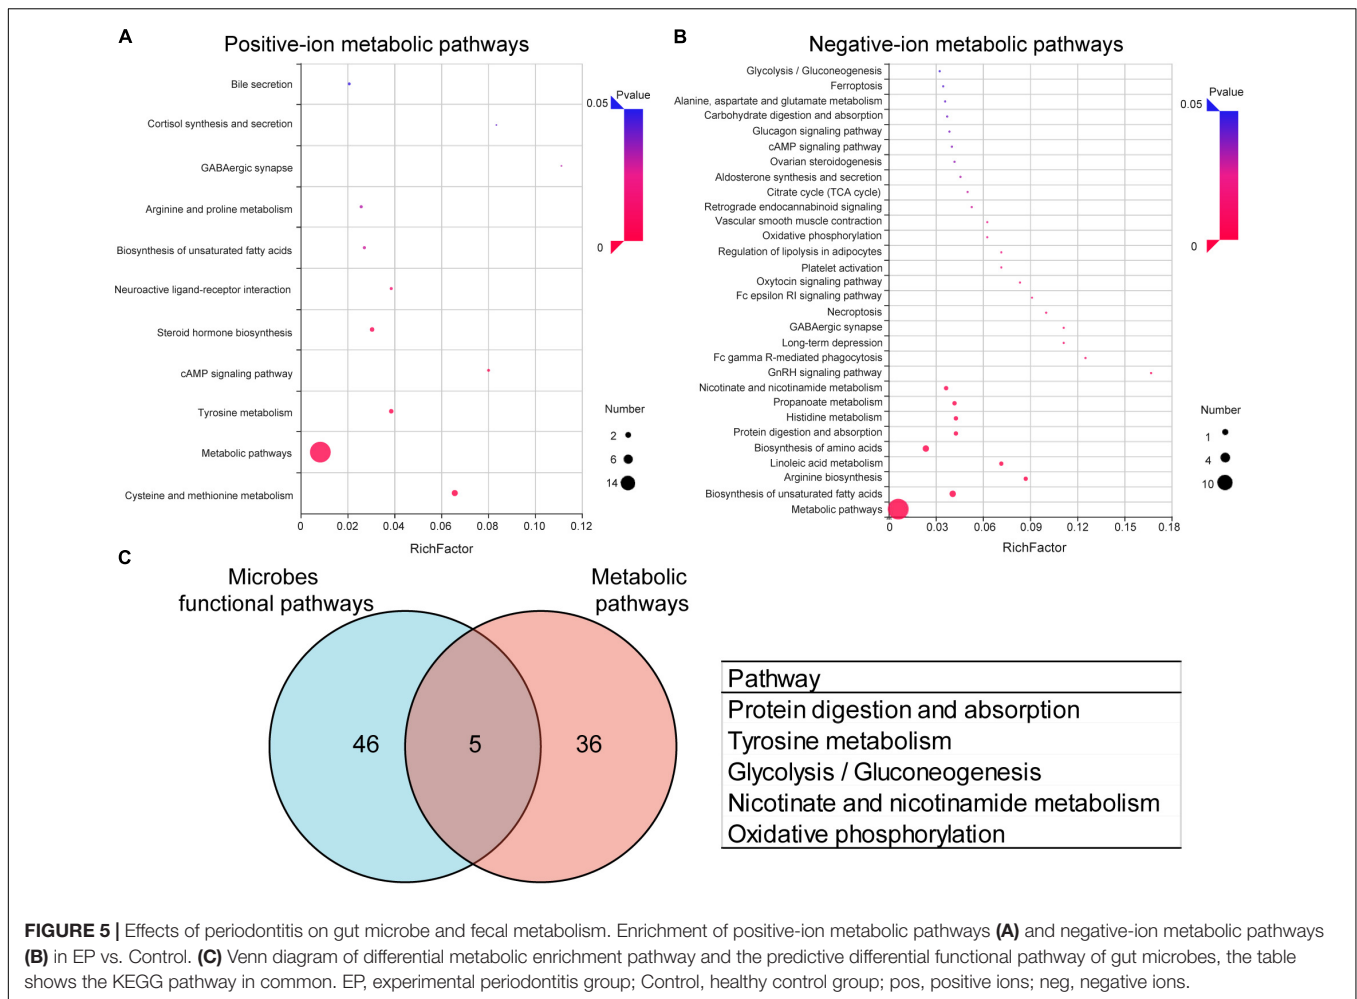 A
Positive-ion metabolic pathways
Bile secretion
Cortisol synthesis and secretion
GABAergic synapse
Arginine and proline metabolism
Biosynthesis of unsaturated fatty acids
Neuroactive ligand-receptor interaction
Steroid hormone biosynthesis
cAMP signaling pathway
Tyrosine metabolism
Metabolic pathways
Cysteine and methionine metabolism
0 0.02 0.04 0.06 0.08 0.10 0.12
RichFactor
Pvalue
0.05
0
Number
2
6
14
B
Negative-ion metabolic pathways
Glycolysis / Gluconeogenesis
Ferroptosis
Alanine, aspartate and glutamate metabolism
Carbohydrate digestion and absorption
Glucagon signaling pathway
cAMP signaling pathway
Ovarian steroidogenesis
Aldosterone synthesis and secretion
Citrate cycle (TCA cycle)
Retrograde endocannabinoid signaling
Vascular smooth muscle contraction
Oxidative phosphorylation
Regulation of lipolysis in adipocytes
Platelet activation
Oxytocin signaling pathway
Fc epsilon RI signaling pathway
Necroptosis
GABAergic synapse
Long-term depression
Fc gamma R-mediated phagocytosis
GnRH signaling pathway
Nicotinate and nicotinamide metabolism
Propanoate metabolism
Histidine metabolism
Protein digestion and absorption
Biosynthesis of amino acids
Linoleic acid metabolism
Arginine biosynthesis
Biosynthesis of unsaturated fatty acids
Metabolic pathways
0 0.03 0.06 0.09 0.12 0.15 0.18
RichFactor
Pvalue
0.05
0
Number
1
4
10
C
Microbes
functional pathways
Metabolic
pathways
46 5 36
Pathway
Protein digestion and absorption
Tyrosine metabolism
Glycolysis / Gluconeogenesis
Nicotinate and nicotinamide metabolism
Oxidative phosphorylation
FIGURE 5 | Effects of periodontitis on gut microbe and fecal metabolism. Enrichment of positive-ion metabolic pathways (A) and negative-ion metabolic pathways
(B) in EP vs. Control. (C) Venn diagram of differential metabolic enrichment pathway and the predictive differential functional pathway of gut microbes, the table
shows the KEGG pathway in common. EP, experimental periodontitis group; Control, healthy control group; pos, positive ions; neg, negative ions.